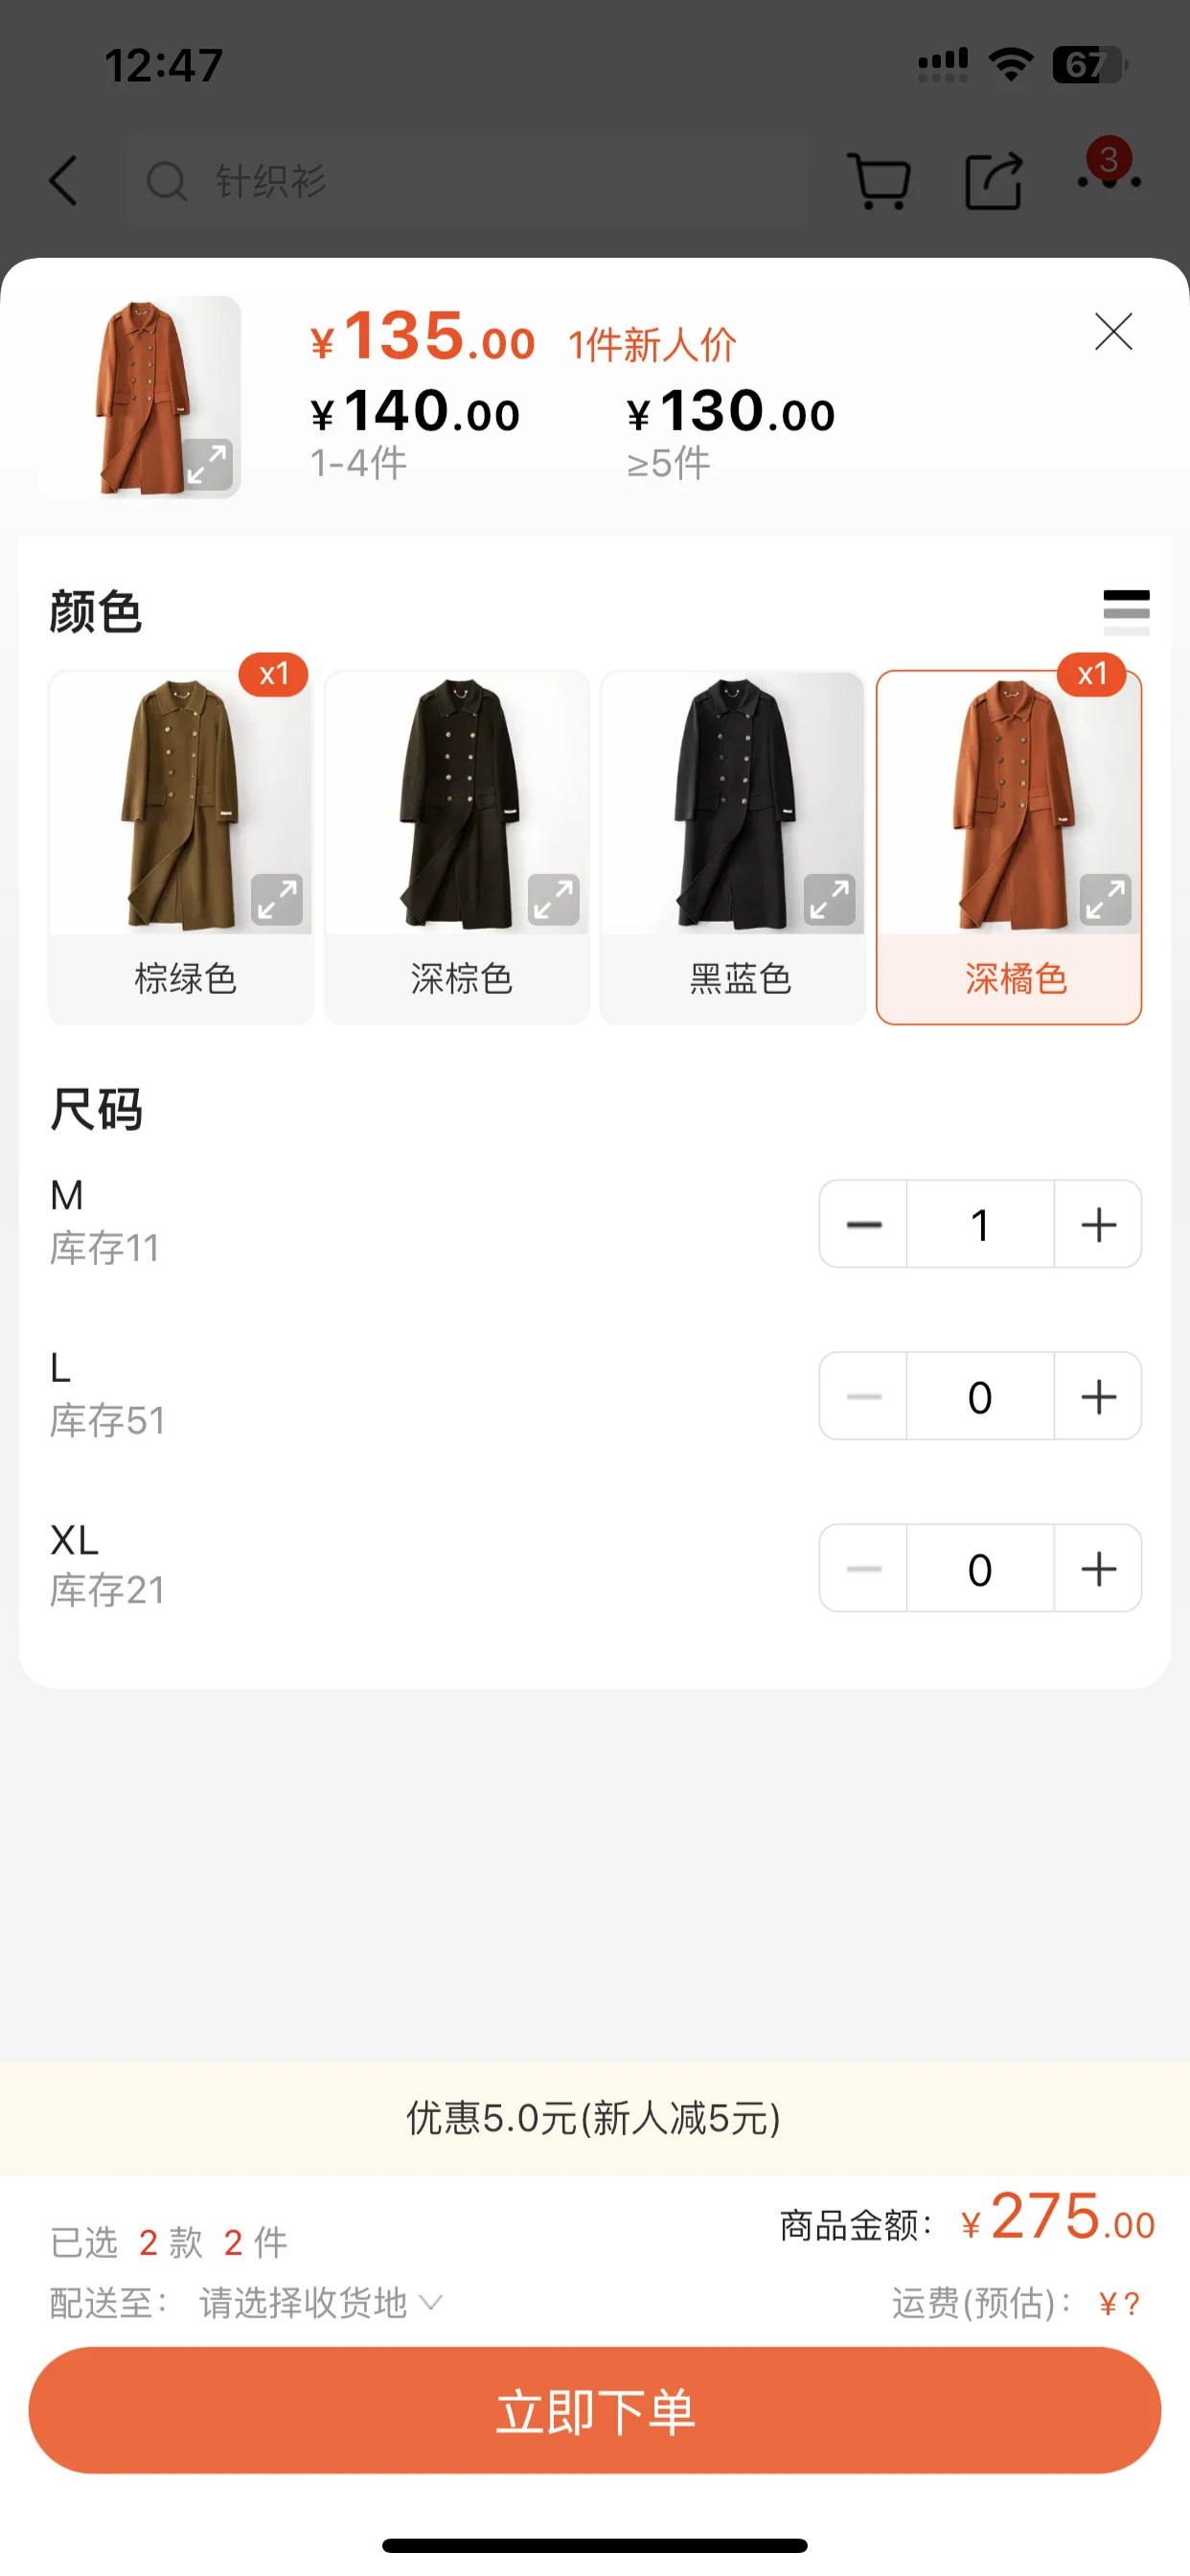 12:47
67
针织衫
3
¥135.00 1件新人价
¥140.00 ¥130.00
1-4件 ≥5件
颜色
x1 x1
棕绿色 深棕色 黑蓝色 深橘色
尺码
M
1
库存11
L
0
库存51
XL
0
库存21
优惠5.0元(新人减5元)
商品金额: ¥275.00
已选 2 款 2 件
配送至: 请选择收货地 运费(预估): ¥?
立即下单